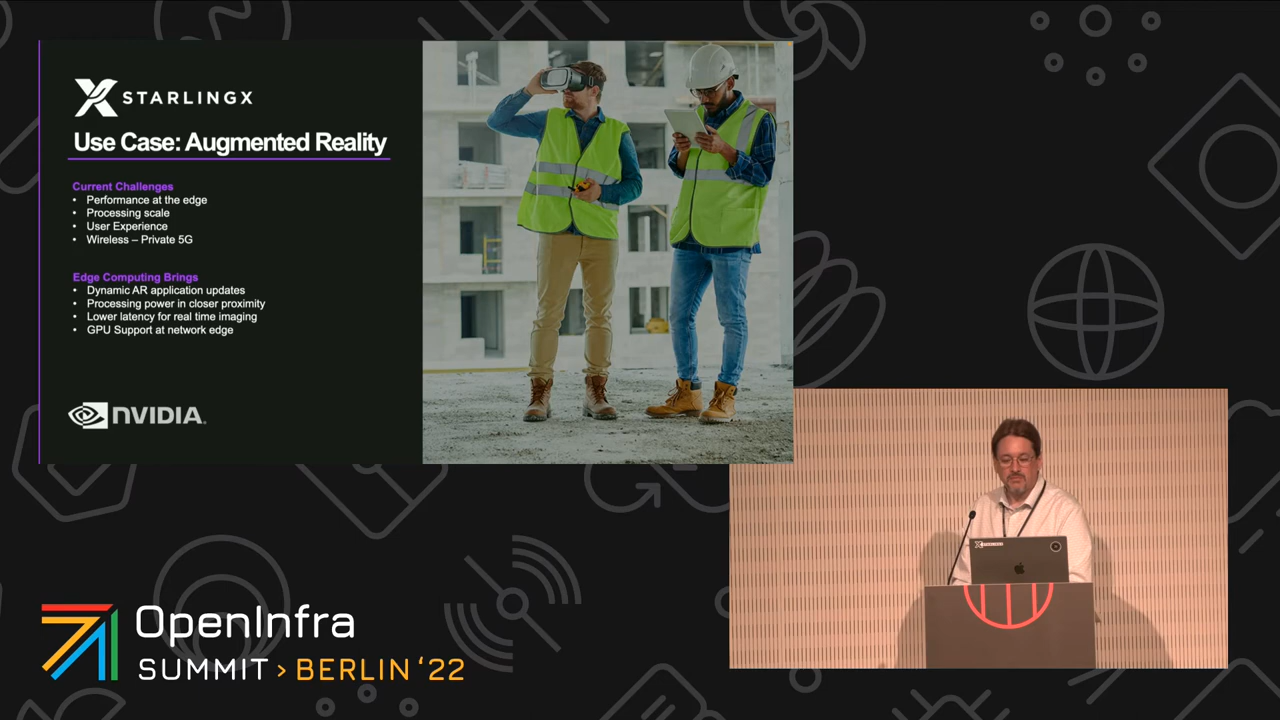 STARLINGX
Use Case: Augmented Reality
Current Challenges
• Performance at the edge
• Processing scale
• User Experience
• Wireless – Private 5G
Edge Computing Brings
• Dynamic AR application updates
• Processing power in closer proximity
• Lower latency for real time imaging
• GPU Support at network edge
NVIDIA.
OpenInfra
SUMMIT > BERLIN ‘22